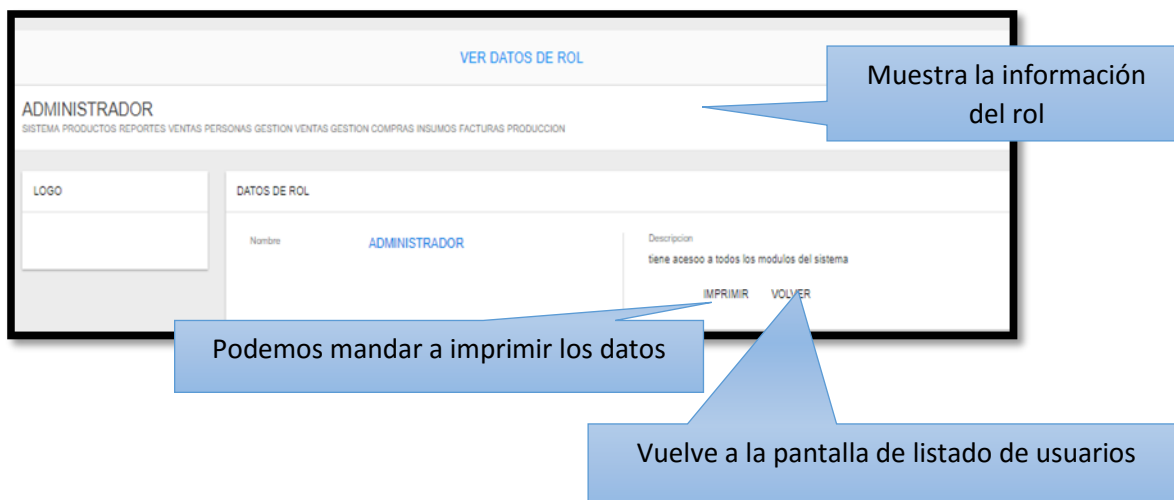 VER DATOS DE ROL
Muestra la información
del rol
ADMINISTRADOR
SISTEMA PRODUCTOS REPORTES VENTAS PERSONAS GESTION VENTAS GESTION COMPRAS INSUMOS FACTURAS PRODUCCION
LOGO
DATOS DE ROL
Nombre
ADMINISTRADOR
Descripcion
tiene acesoo a todos los modulos del sistema
IMPRIMIR VOLVER
Podemos mandar a imprimir los datos
Vuelve a la pantalla de listado de usuarios